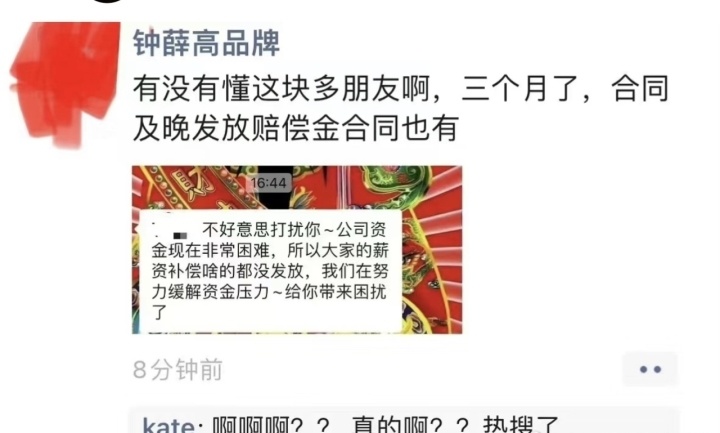 钟薛高品牌
有没有懂这块多朋友啊，三个月了，合同
及晚发放赔偿金合同也有
16:44
不好意思打扰你~公司资
金现在非常困难，所以大家的薪
资补偿啥的都没发放，我们在努
力缓解资金压力~给你带来困扰
了
8分钟前
kate: 啊啊啊？？ 真的啊？？热搜了